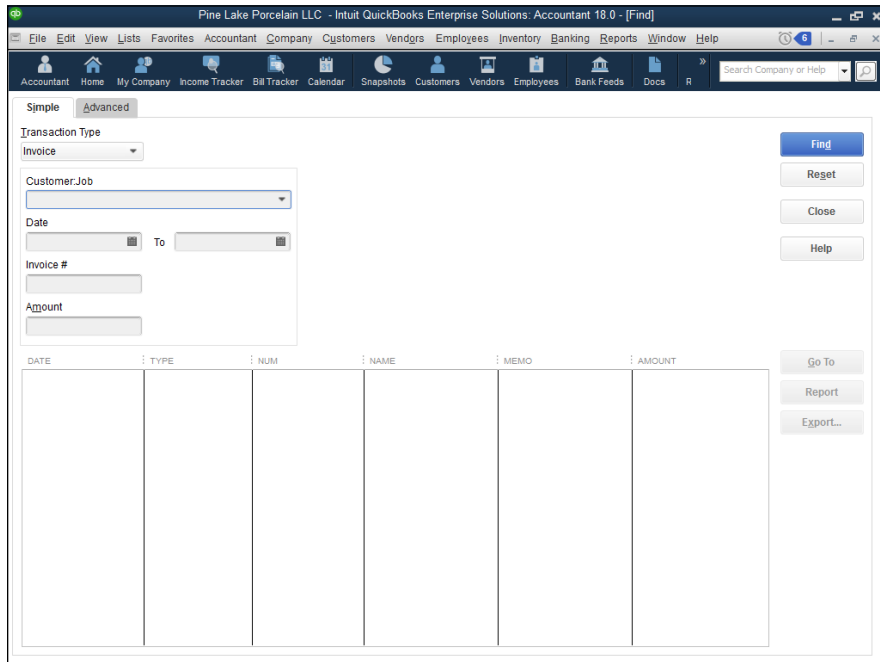 qb
Pine Lake Porcelain LLC - Intuit QuickBooks Enterprise Solutions: Accountant 18.0 - [Find]
File Edit View Lists Favorites Accountant Company Customers Vendors Employees Inventory Banking Reports Window Help 6
Accountant Home My Company Income Tracker Bill Tracker 31 Calendar Snapshots Customers Vendors Employees Bank Feeds Docs R » Search Company or Help
Simple Advanced
Transaction Type
Invoice
Find
Customer:Job
Reset
Close
Date
To
Help
Invoice #
Amount
DATE TYPE NUM NAME MEMO AMOUNT
Go To
Report
Export...